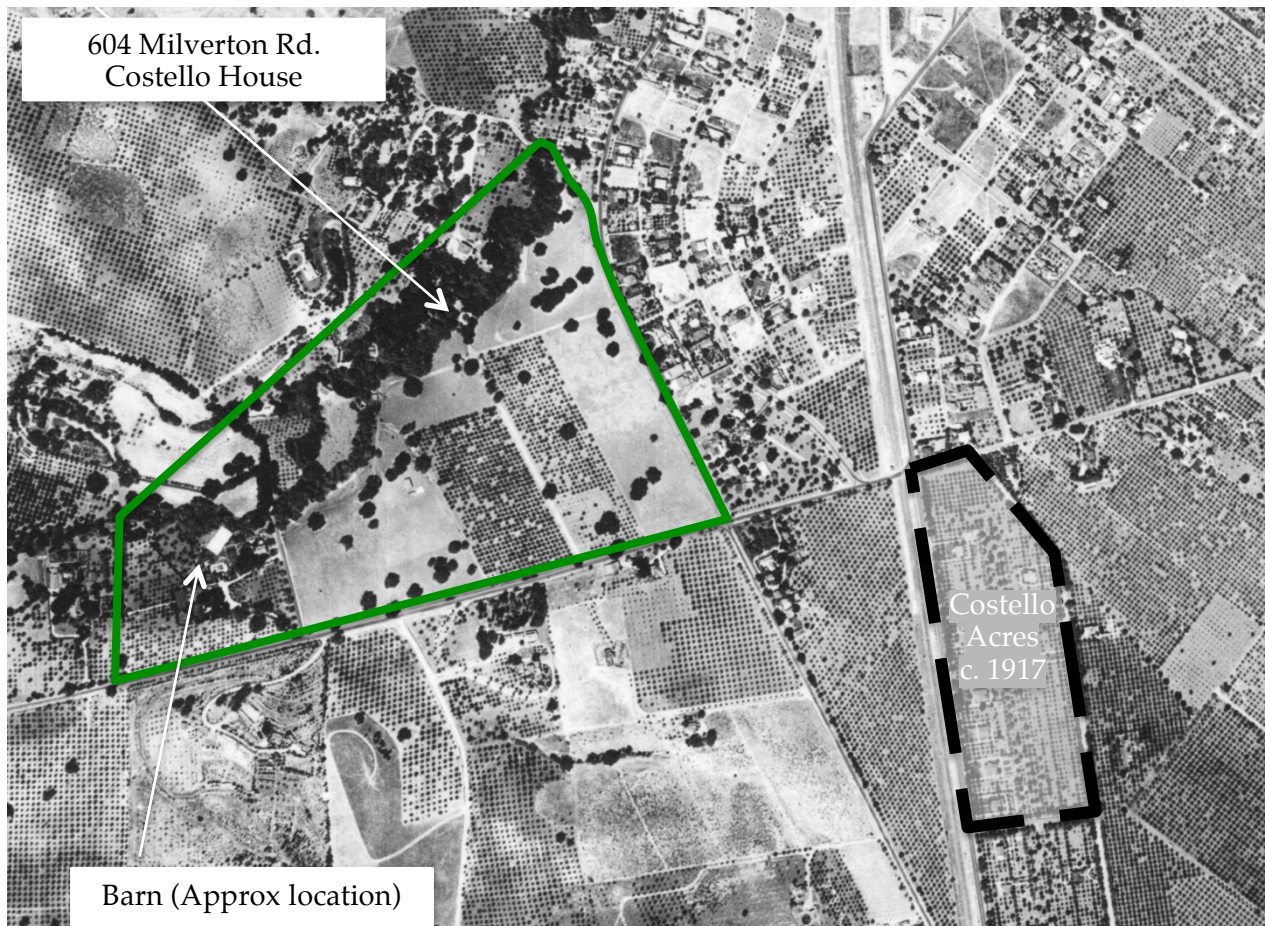 604 Milverton Rd.
Costello House
Costello
Acres
c. 1917
Barn (Approx location)